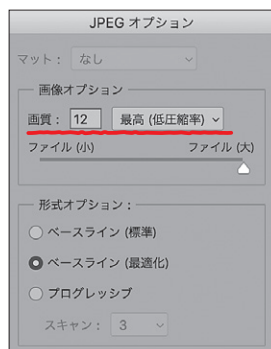 JPEG オプション
マット： なし
画像オプション
画質： 12 最高 (低圧縮率)
ファイル (小) ファイル (大)
形式オプション：
ベースライン (標準)
ベースライン (最適化)
プログレッシブ
スキャン： 3